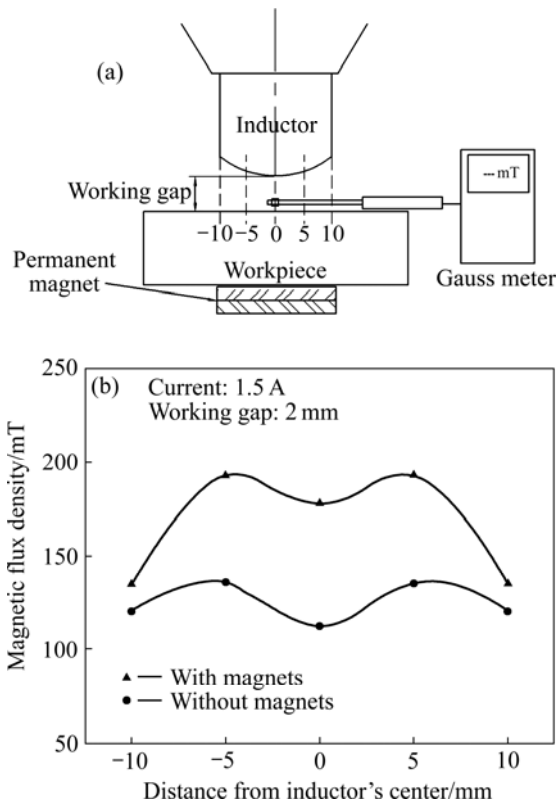 (a)
Inductor
Working gap
--- mT
−10 −5 0 5 10
Workpiece
Permanent
magnet
Gauss meter
(b)
Current: 1.5 A
Working gap: 2 mm
Magnetic flux density/mT
250
200
150
100
50
With magnets
Without magnets
−10 −5 0 5 10
Distance from inductor's center/mm